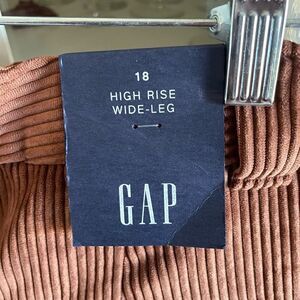 18
HIGH RISE
WIDE-LEG
GAP